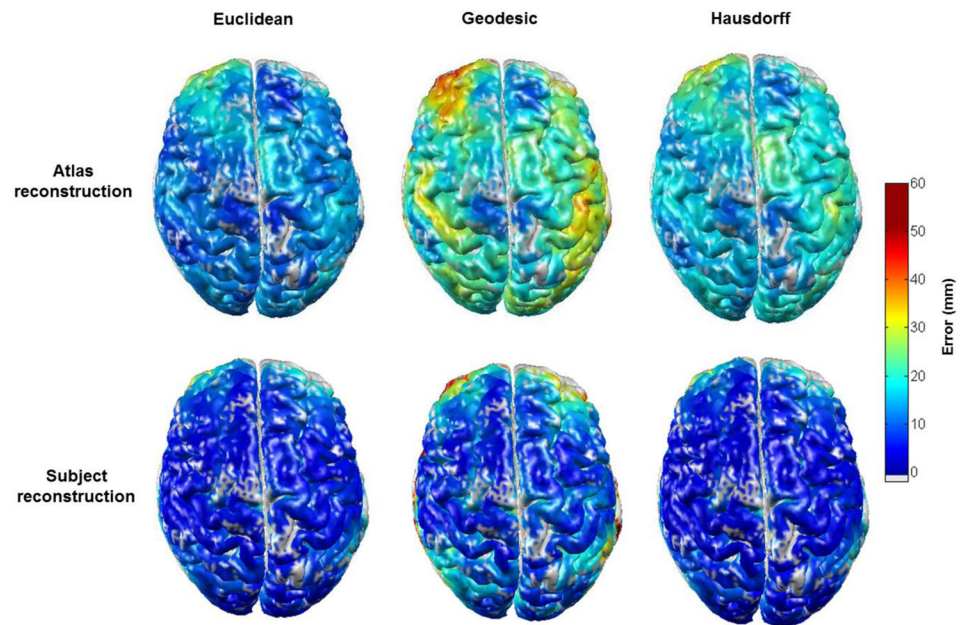 Euclidean Geodesic Hausdorff
Atlas
reconstruction
60
50
40
30
20
10
0
Error (mm)
Subject
reconstruction